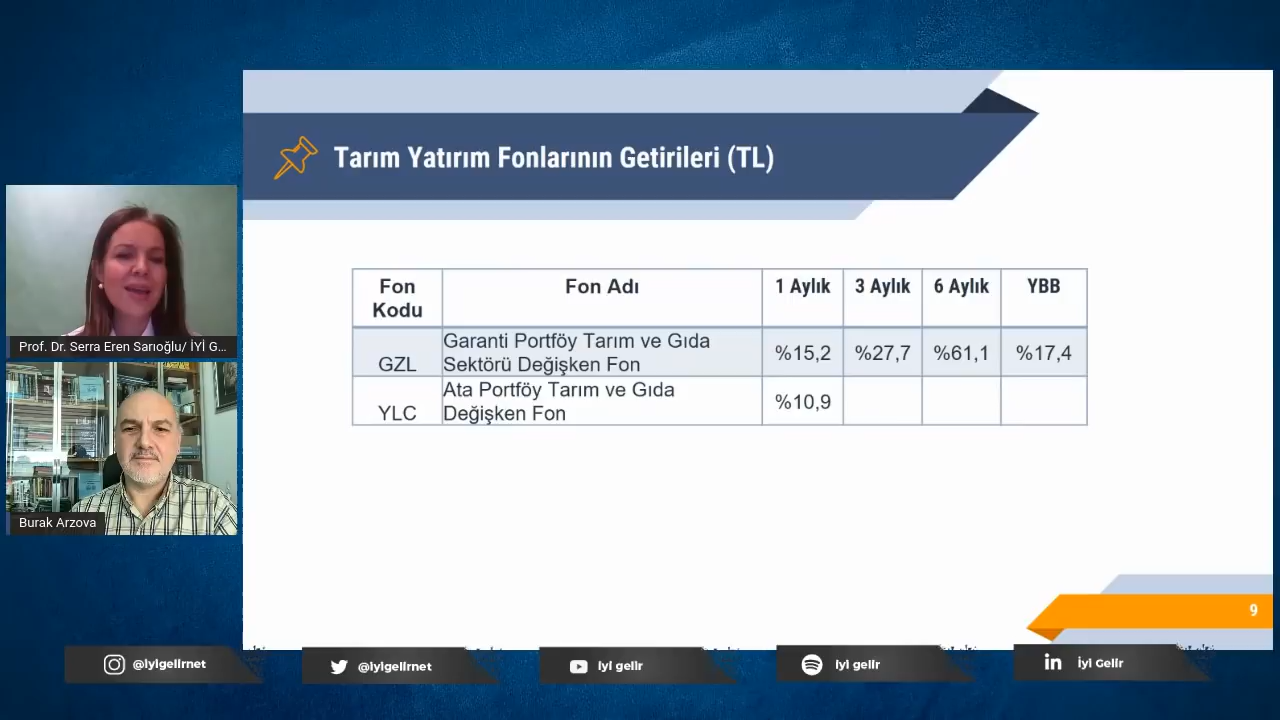 Tarım Yatırım Fonlarının Getirileri (TL)
Fon Kodu
Fon Adı
1 Aylık
3 Aylık
6 Aylık
YBB
GZL
Garanti Portföy Tarım ve Gıda
Sektörü Değişken Fon
%15,2
%27,7
%61,1
%17,4
YLC
Ata Portföy Tarım ve Gıda
Değişken Fon
%10,9
Prof. Dr. Serra Eren Sarıoğlu/ İYİ G...
Burak Arzova
9
@iyigelirnet
@iyigelirnet
iyi gelir
iyi gelir
İyi Gelir